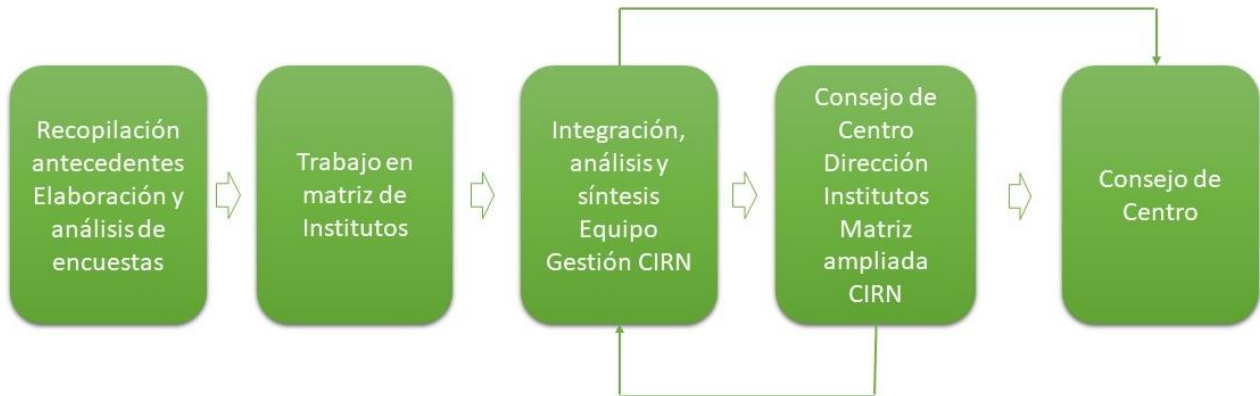 Recopilación
antecedentes
Elaboración y
análisis de
encuestas
Trabajo en
matriz de
Institutos
Integración,
análisis y
síntesis
Equipo
Gestión CIRN
Consejo de
Centro
Dirección
Institutos
Matriz
ampliada
CIRN
Consejo de
Centro